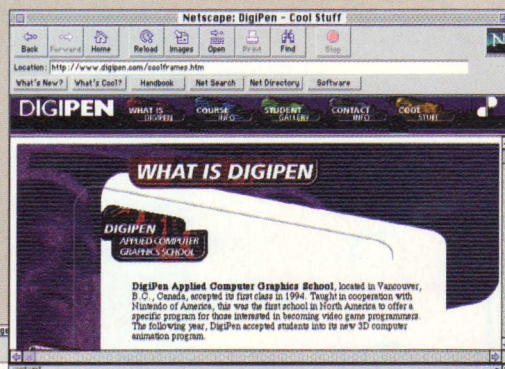 Netscape: DigiPen - Cool Stuff
Back Forward Home Reload Images Open Print Find Stop
N
Location: http://www.digipen.com/coolframes.htm
What's New? What's Cool? Handbook Net Search Net Directory Software
DIGIPEN WHAT IS DIGIPEN COURSE INFO STUDENT GALLERY CONTACT INFO COOL STUFF
WHAT IS DIGIPEN
DIGIPEN
APPLIED COMPUTER
GRAPHICS SCHOOL
DigiPen Applied Computer Graphics School, located in Vancouver,
B.C., Canada, accepted its first class in 1994. Taught in cooperation with
Nintendo of America, this was the first school in North America to offer a
specific program for those interested in becoming video game programmers.
The following year, DigiPen accepted students into its new 3D computer
animation program.